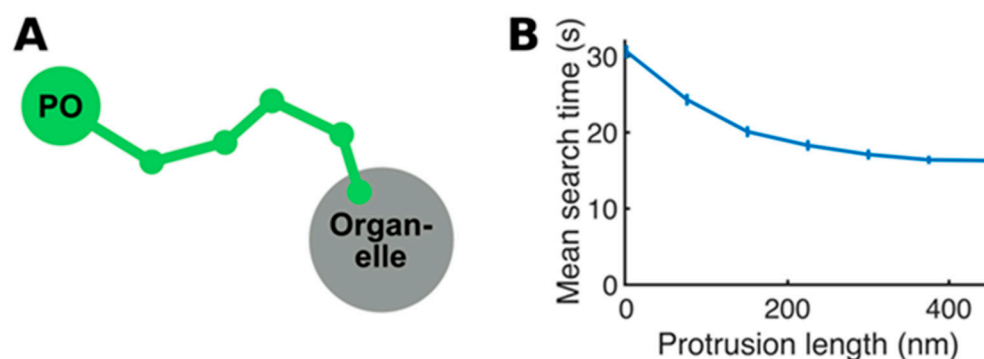 A
PO
Organ-
elle
B
Mean search time (s)
30
20
10
0
0
200
400
Protrusion length (nm)